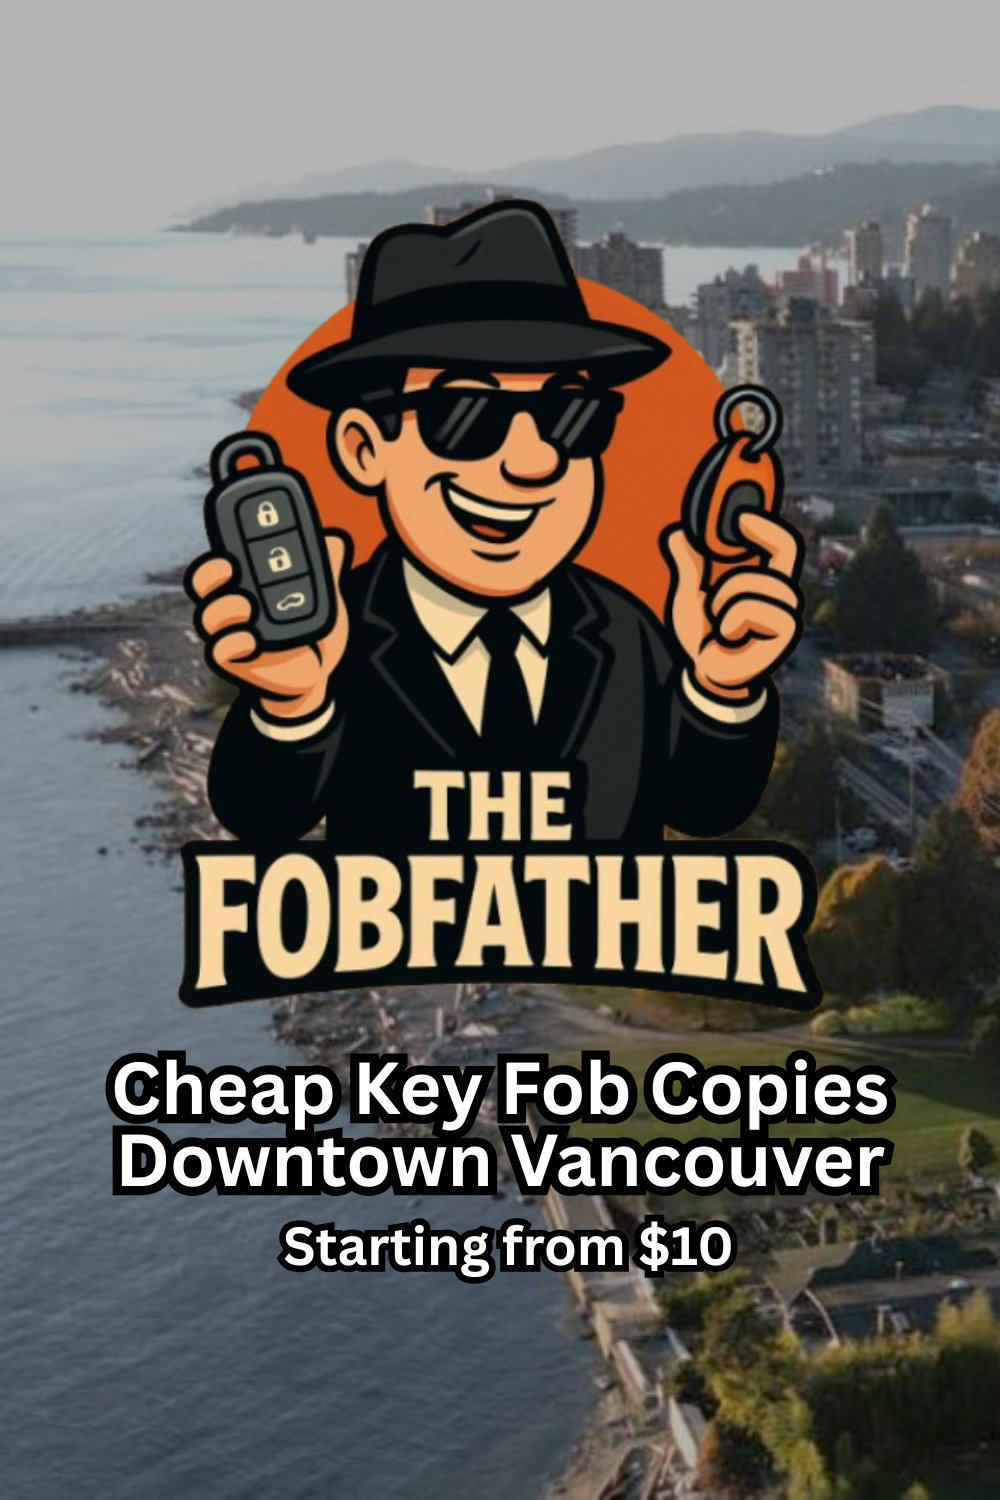 THE
FOBFATHER
Cheap Key Fob Copies
Downtown Vancouver
Starting from $10